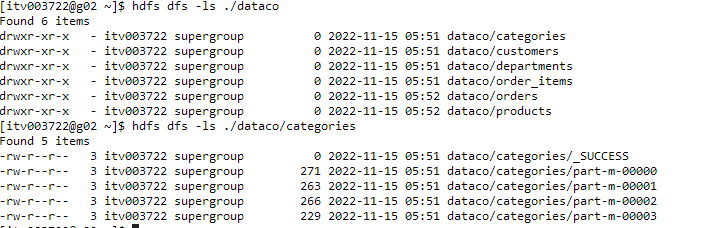 [itv003722@g02 ~]$ hdfs dfs -ls ./dataco
Found 6 items
drwxr-xr-x   - itv003722 supergroup          0 2022-11-15 05:51 dataco/categories
drwxr-xr-x   - itv003722 supergroup          0 2022-11-15 05:51 dataco/customers
drwxr-xr-x   - itv003722 supergroup          0 2022-11-15 05:51 dataco/departments
drwxr-xr-x   - itv003722 supergroup          0 2022-11-15 05:51 dataco/order_items
drwxr-xr-x   - itv003722 supergroup          0 2022-11-15 05:52 dataco/orders
drwxr-xr-x   - itv003722 supergroup          0 2022-11-15 05:52 dataco/products
[itv003722@g02 ~]$ hdfs dfs -ls ./dataco/categories
Found 5 items
-rw-r--r--   3 itv003722 supergroup          0 2022-11-15 05:51 dataco/categories/_SUCCESS
-rw-r--r--   3 itv003722 supergroup        271 2022-11-15 05:51 dataco/categories/part-m-00000
-rw-r--r--   3 itv003722 supergroup        263 2022-11-15 05:51 dataco/categories/part-m-00001
-rw-r--r--   3 itv003722 supergroup        266 2022-11-15 05:51 dataco/categories/part-m-00002
-rw-r--r--   3 itv003722 supergroup        229 2022-11-15 05:51 dataco/categories/part-m-00003